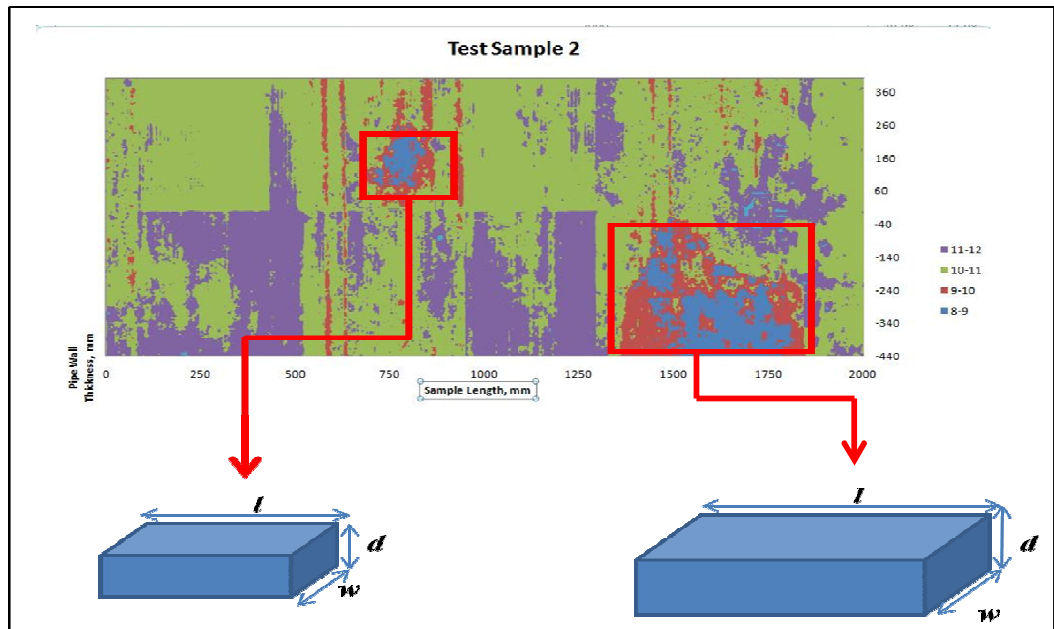 Test Sample 2
360
260
160
60
-40
-140
-240
-340
-440
11-12
10-11
9-10
8-9
Pipe Wall
Thickness, mm
0 250 500 750 1000 1250 1500 1750 2000
Sample Length, mm
l
d
w
l
d
w